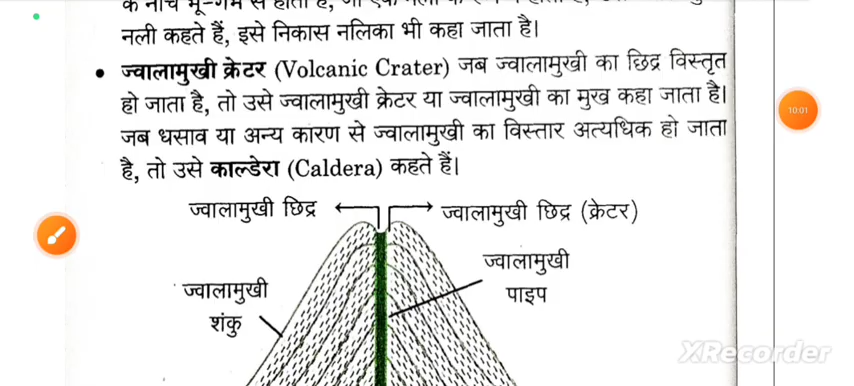 नली कहते हैं, इसे निकास नलिका भी कहा जाता है।
• ज्वालामुखी क्रेटर (Volcanic Crater) जब ज्वालामुखी का छिद्र विस्तृत
हो जाता है, तो उसे ज्वालामुखी क्रेटर या ज्वालामुखी का मुख कहा जाता है।
जब धसाव या अन्य कारण से ज्वालामुखी का विस्तार अत्यधिक हो जाता
है, तो उसे काल्डेरा (Caldera) कहते हैं।
10:01
ज्वालामुखी छिद्र
ज्वालामुखी छिद्र (क्रेटर)
ज्वालामुखी
पाइप
ज्वालामुखी
शंकु
XRecorder